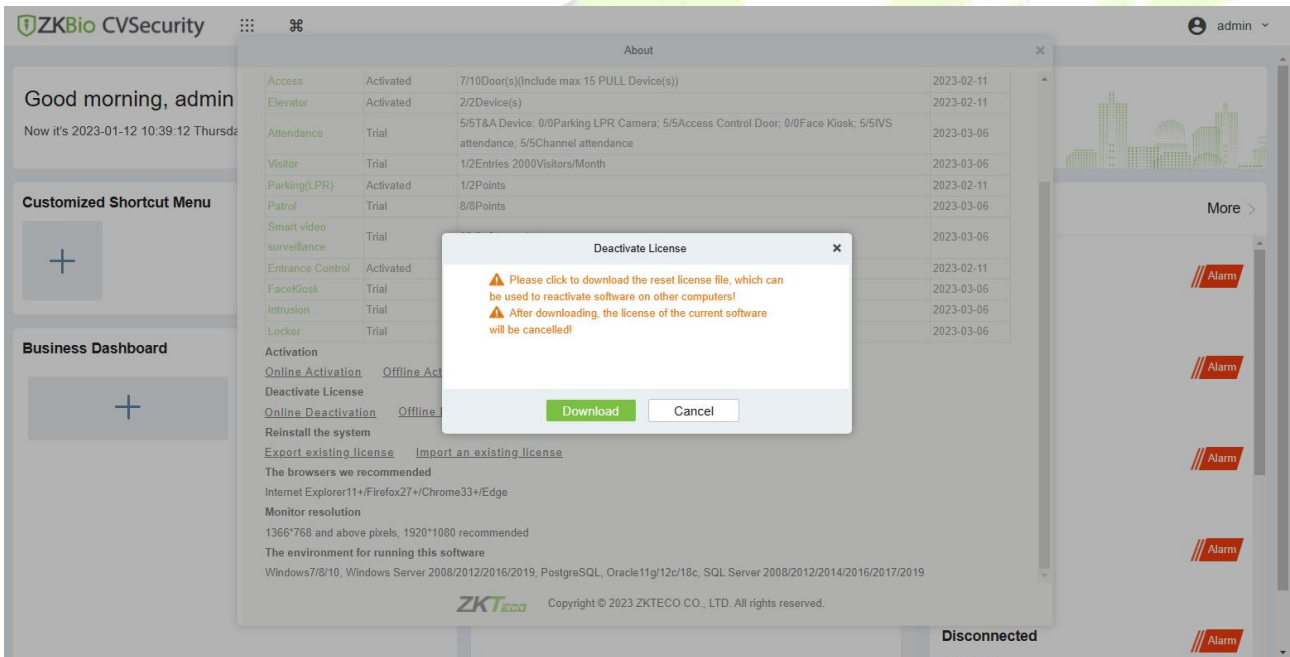 ZKBio CVSecurity
admin
About
Good morning, admin
Now it's 2023-01-12 10:39:12 Thursda
Customized Shortcut Menu
Business Dashboard
Access Activated 7/10Door(s)(Include max 15 PULL Device(s)) 2023-02-11
Elevator Activated 2/2Device(s) 2023-02-11
Attendance Trial 5/5T&A Device; 0/0Parking LPR Camera; 5/5Access Control Door; 0/0Face Kiosk; 5/5IVS 2023-03-06
attendance; 5/5Channel attendance
Visitor Trial 1/2Entries 2000Visitors/Month 2023-03-06
Parking(LPR) Activated 1/2Points 2023-02-11
Patrol Trial 8/8Points 2023-03-06
Smart video
surveillance Trial 2023-03-06
Entrance Control Activated 2023-02-11
FaceKiosk Trial 2023-03-06
Intrusion Trial 2023-03-06
Locker Trial 2023-03-06
Activation
Online Activation Offline Act
Deactivate License
Online Deactivation Offline
Reinstall the system
Export existing license Import an existing license
The browsers we recommended
Internet Explorer11+/Firefox27+/Chrome33+/Edge
Monitor resolution
1366*768 and above pixels, 1920*1080 recommended
The environment for running this software
Windows7/8/10, Windows Server 2008/2012/2016/2019, PostgreSQL, Oracle11g/12c/18c, SQL Server 2008/2012/2014/2016/2017/2019
ZKTECO Copyright © 2023 ZKTECO CO., LTD. All rights reserved.
Deactivate License
Please click to download the reset license file, which can
be used to reactivate software on other computers!
After downloading, the license of the current software
will be cancelled!
Download Cancel
More
Alarm
Alarm
Alarm
Alarm
Disconnected
Alarm